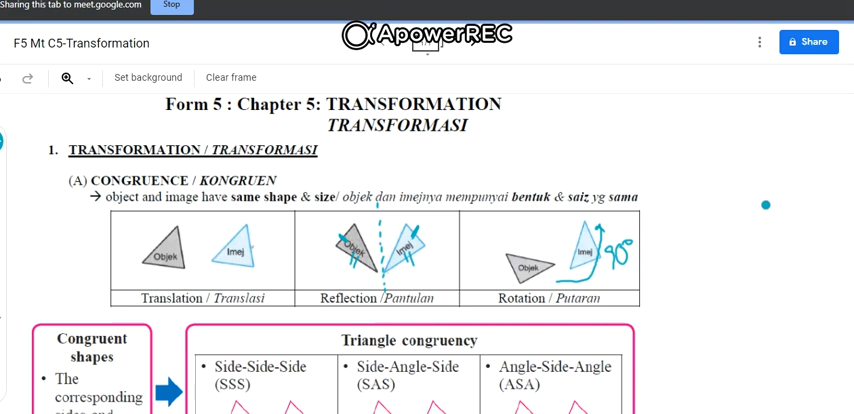 Sharing this tab to meet.google.com Stop
ApowerREC
F5 Mt C5-Transformation
Share
Set background Clear frame
Form 5 : Chapter 5: TRANSFORMATION
TRANSFORMASI
1. TRANSFORMATION / TRANSFORMASI
(A) CONGRUENCE / KONGRUEN
→ object and image have same shape & size/ objek dan imejnya mempunyai bentuk & saiz yg sama
Objek Imej Objek Imej Objek Imej 90°
Translation / Translasi Reflection /Pantulan Rotation / Putaran
Congruent
shapes
• The
corresponding
Triangle congruency
• Side-Side-Side
(SSS)
• Side-Angle-Side
(SAS)
• Angle-Side-Angle
(ASA)